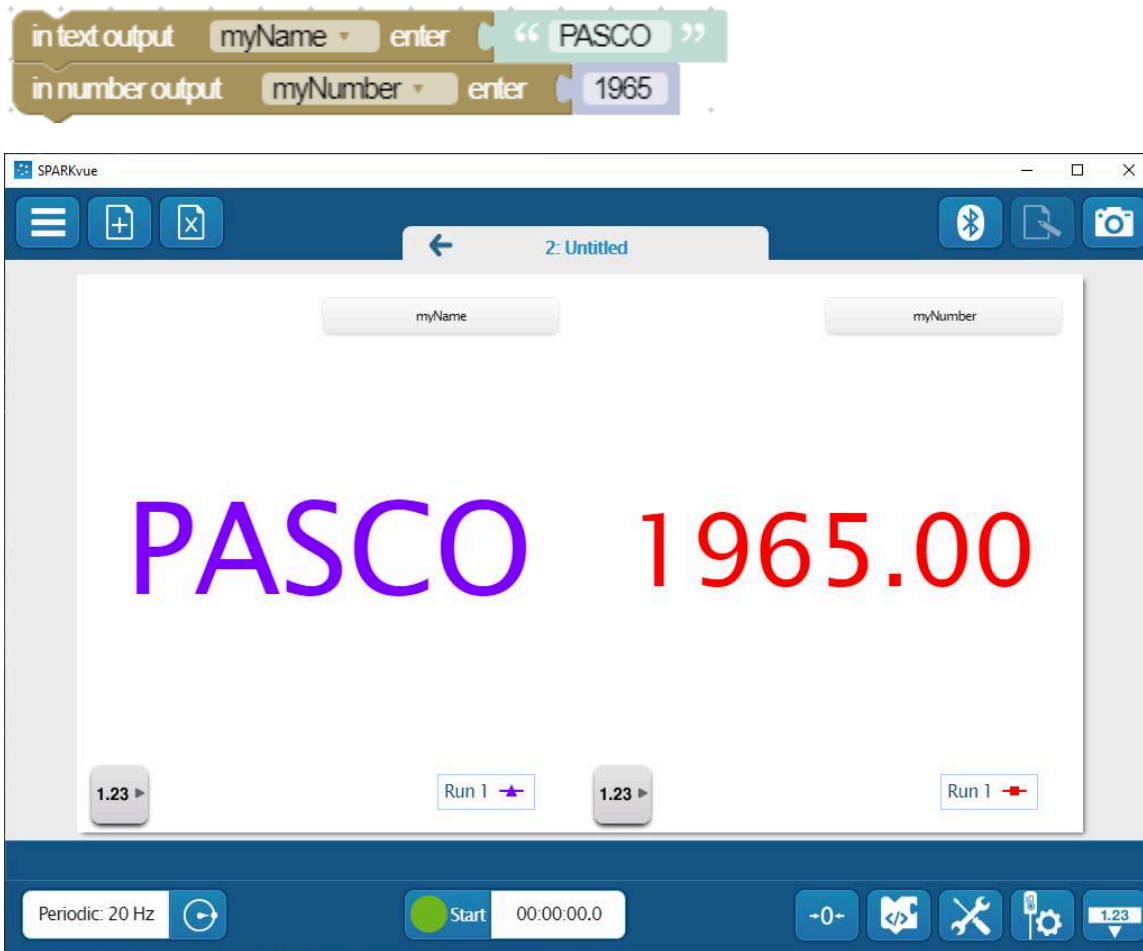 in text output myName enter “ PASCO ”
in number output myNumber enter 1965
SPARKvue
2: Untitled
myName myNumber
PASCO 1965.00
1.23 Run 1 1.23 Run 1
Periodic: 20 Hz Start 00:00:00.0 -0- </> 1.23